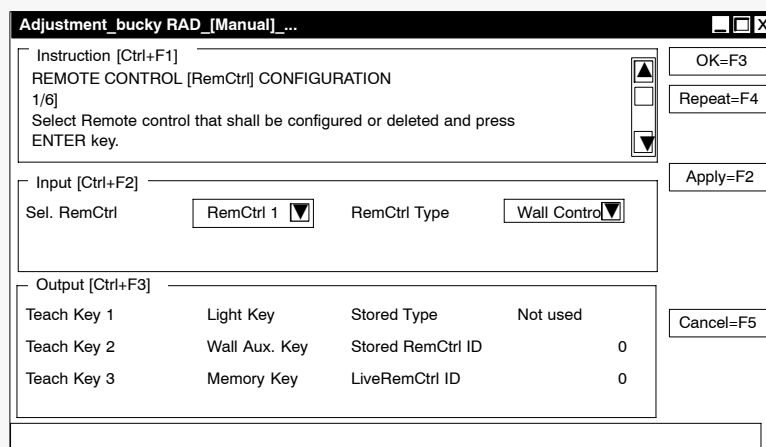 Adjustment_bucky RAD_[Manual]_...
Instruction [Ctrl+F1]
REMOTE CONTROL [RemCtrl] CONFIGURATION
1/6]
Select Remote control that shall be configured or deleted and press
ENTER key.
OK=F3
Repeat=F4
Apply=F2
Cancel=F5
Input [Ctrl+F2]
Sel. RemCtrl RemCtrl 1 RemCtrl Type Wall Contro
Output [Ctrl+F3]
Teach Key 1 Light Key Stored Type Not used
Teach Key 2 Wall Aux. Key Stored RemCtrl ID 0
Teach Key 3 Memory Key LiveRemCtrl ID 0